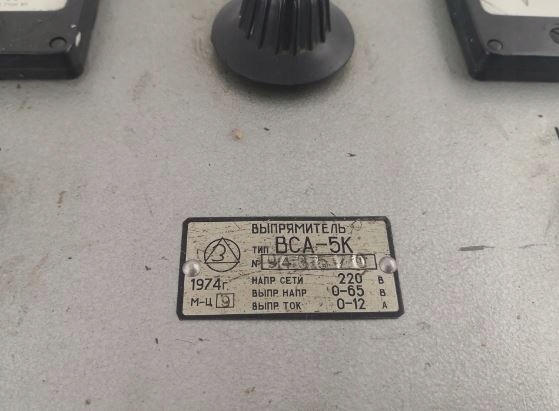 ВЫПРЯМИТЕЛЬ
ТИП ВСА-5К
№
1974г.
М-Ц 9
НАПР СЕТИ 220 В
ВЫПР. НАПР 0-65 В
ВЫПР. ТОК 0-12 А